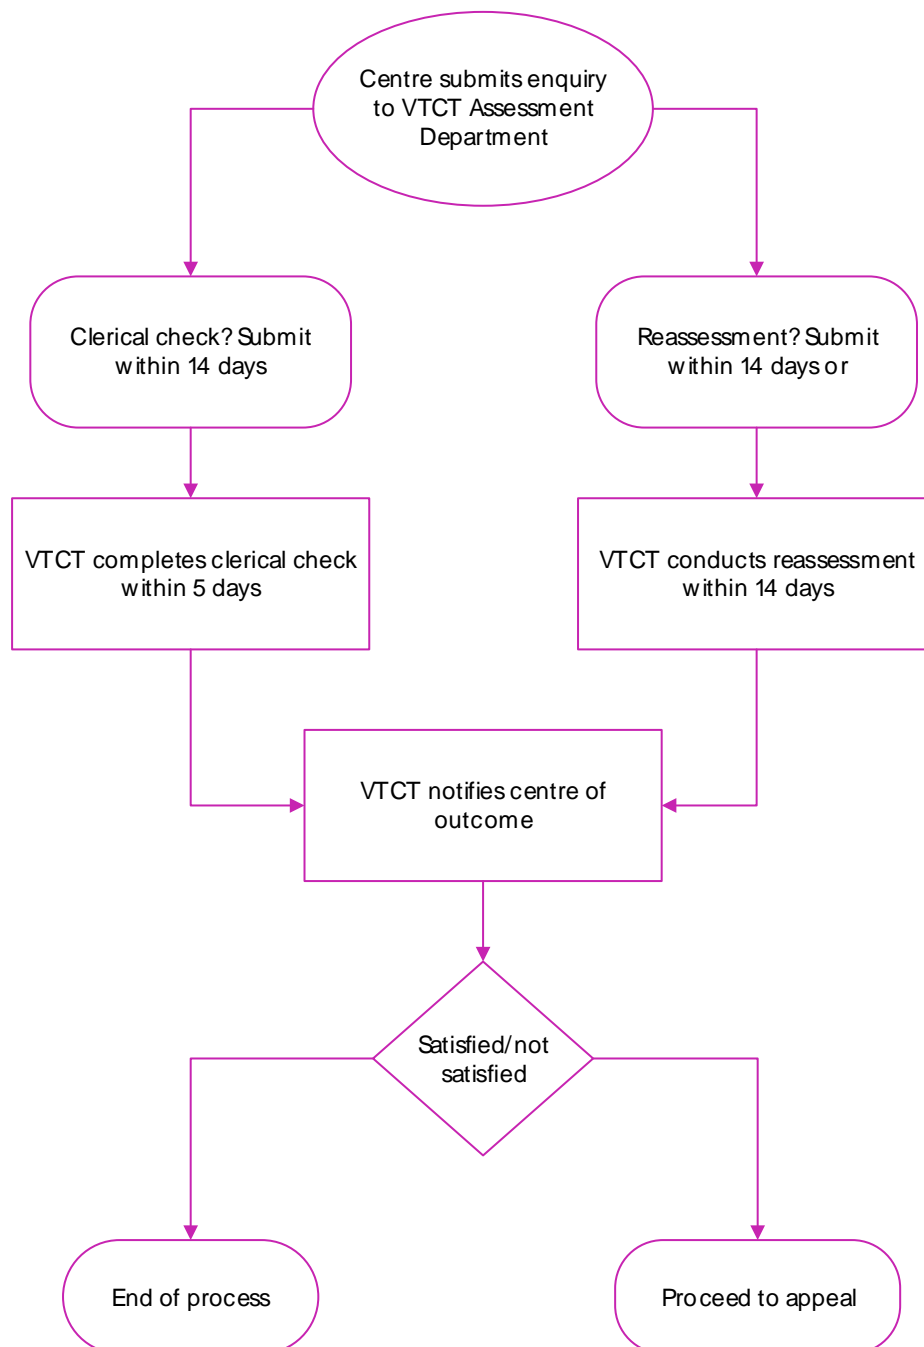 Centre submits enquiry
to VTCT Assessment
Department
Clerical check? Submit
within 14 days
Reassessment? Submit
within 14 days or
VTCT completes clerical check
within 5 days
VTCT conducts reassessment
within 14 days
VTCT notifies centre of
outcome
Satisfied/not
satisfied
End of process
Proceed to appeal